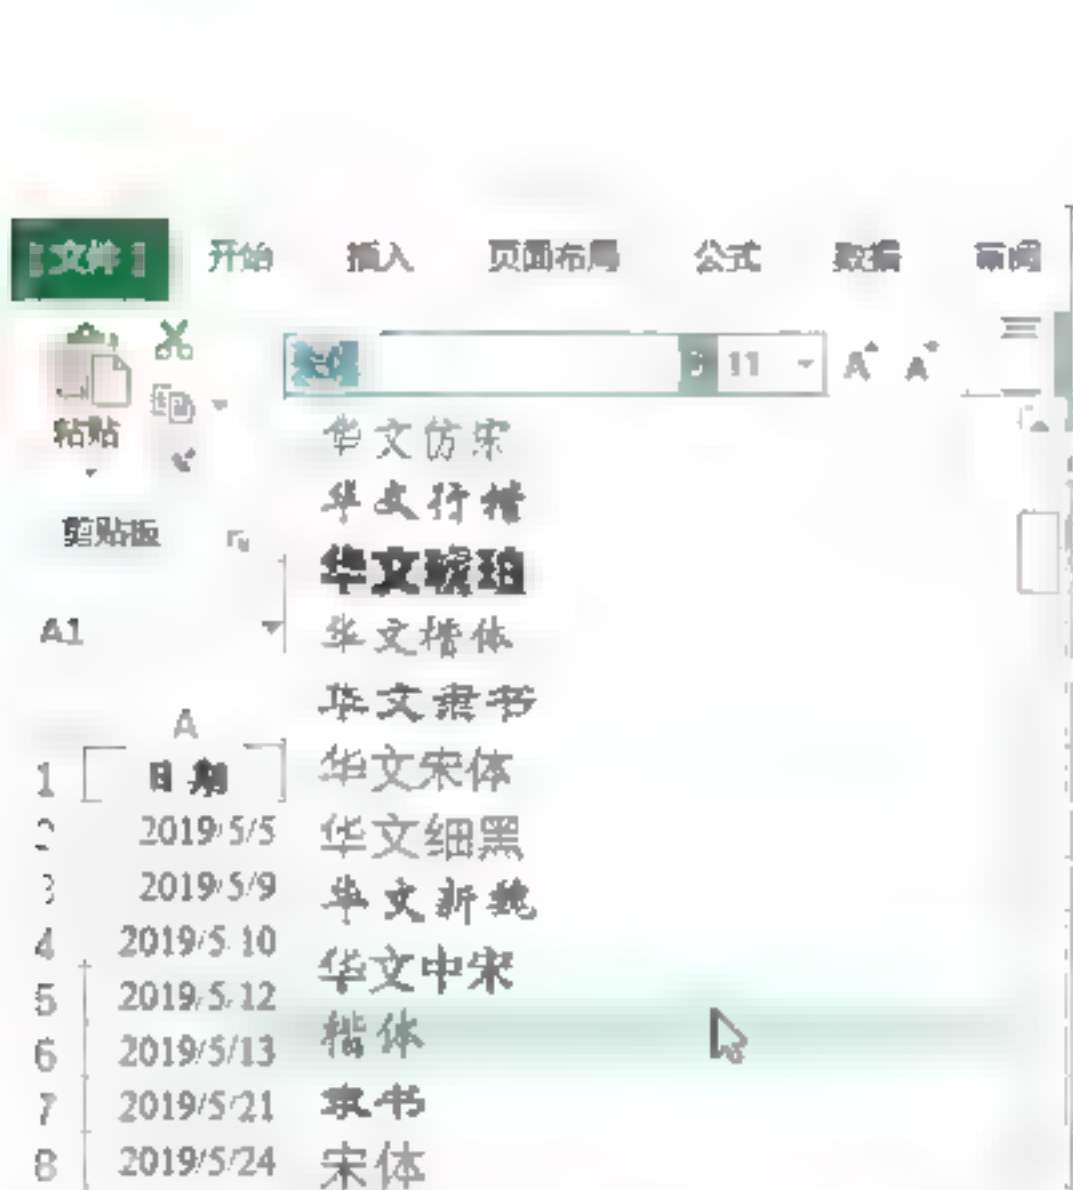 文件 开始 插入 页面布局 公式 数据 审阅
11 A A
粘贴
剪贴板
华文仿宋
华文行楷
华文琥珀
A1
华文楷体
华文隶书
A
华文宋体
1 日期
2 2019/5/5
华文细黑
3 2019/5/9
华文新魏
4 2019/5/10
华文中宋
5 2019/5/12
楷体
6 2019/5/13
隶书
7 2019/5/21
宋体
8 2019/5/24